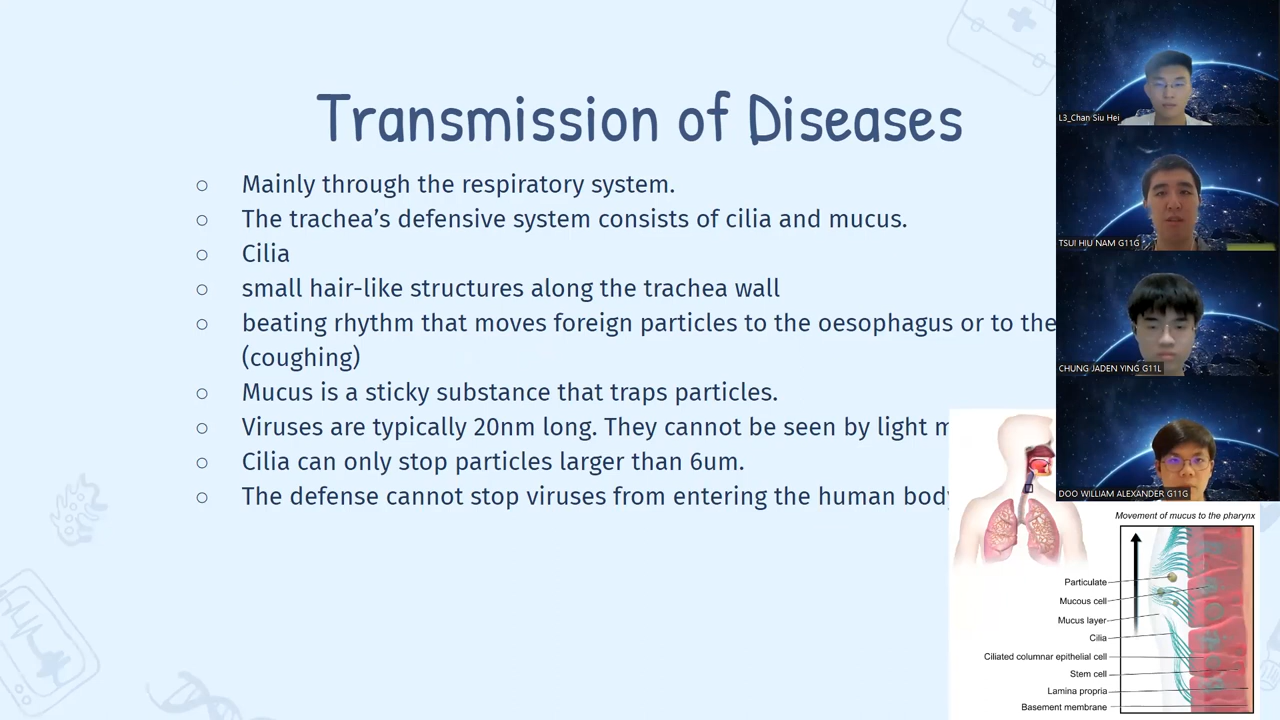 Transmission of Diseases
○ Mainly through the respiratory system.
○ The trachea’s defensive system consists of cilia and mucus.
○ Cilia
○ small hair-like structures along the trachea wall
○ beating rhythm that moves foreign particles to the oesophagus or to the
(coughing)
○ Mucus is a sticky substance that traps particles.
○ Viruses are typically 20nm long. They cannot be seen by light
○ Cilia can only stop particles larger than 6um.
○ The defense cannot stop viruses from entering the human body
L3_Chan Siu Hei
TSUI HIU NAM G11G
CHUNG JADEN YING G11L
DOO WILLIAM ALEXANDER G11G
Movement of mucus to the pharynx
Particulate
Mucous cell
Mucus layer
Cilia
Ciliated columnar epithelial cell
Stem cell
Lamina propria
Basement membrane